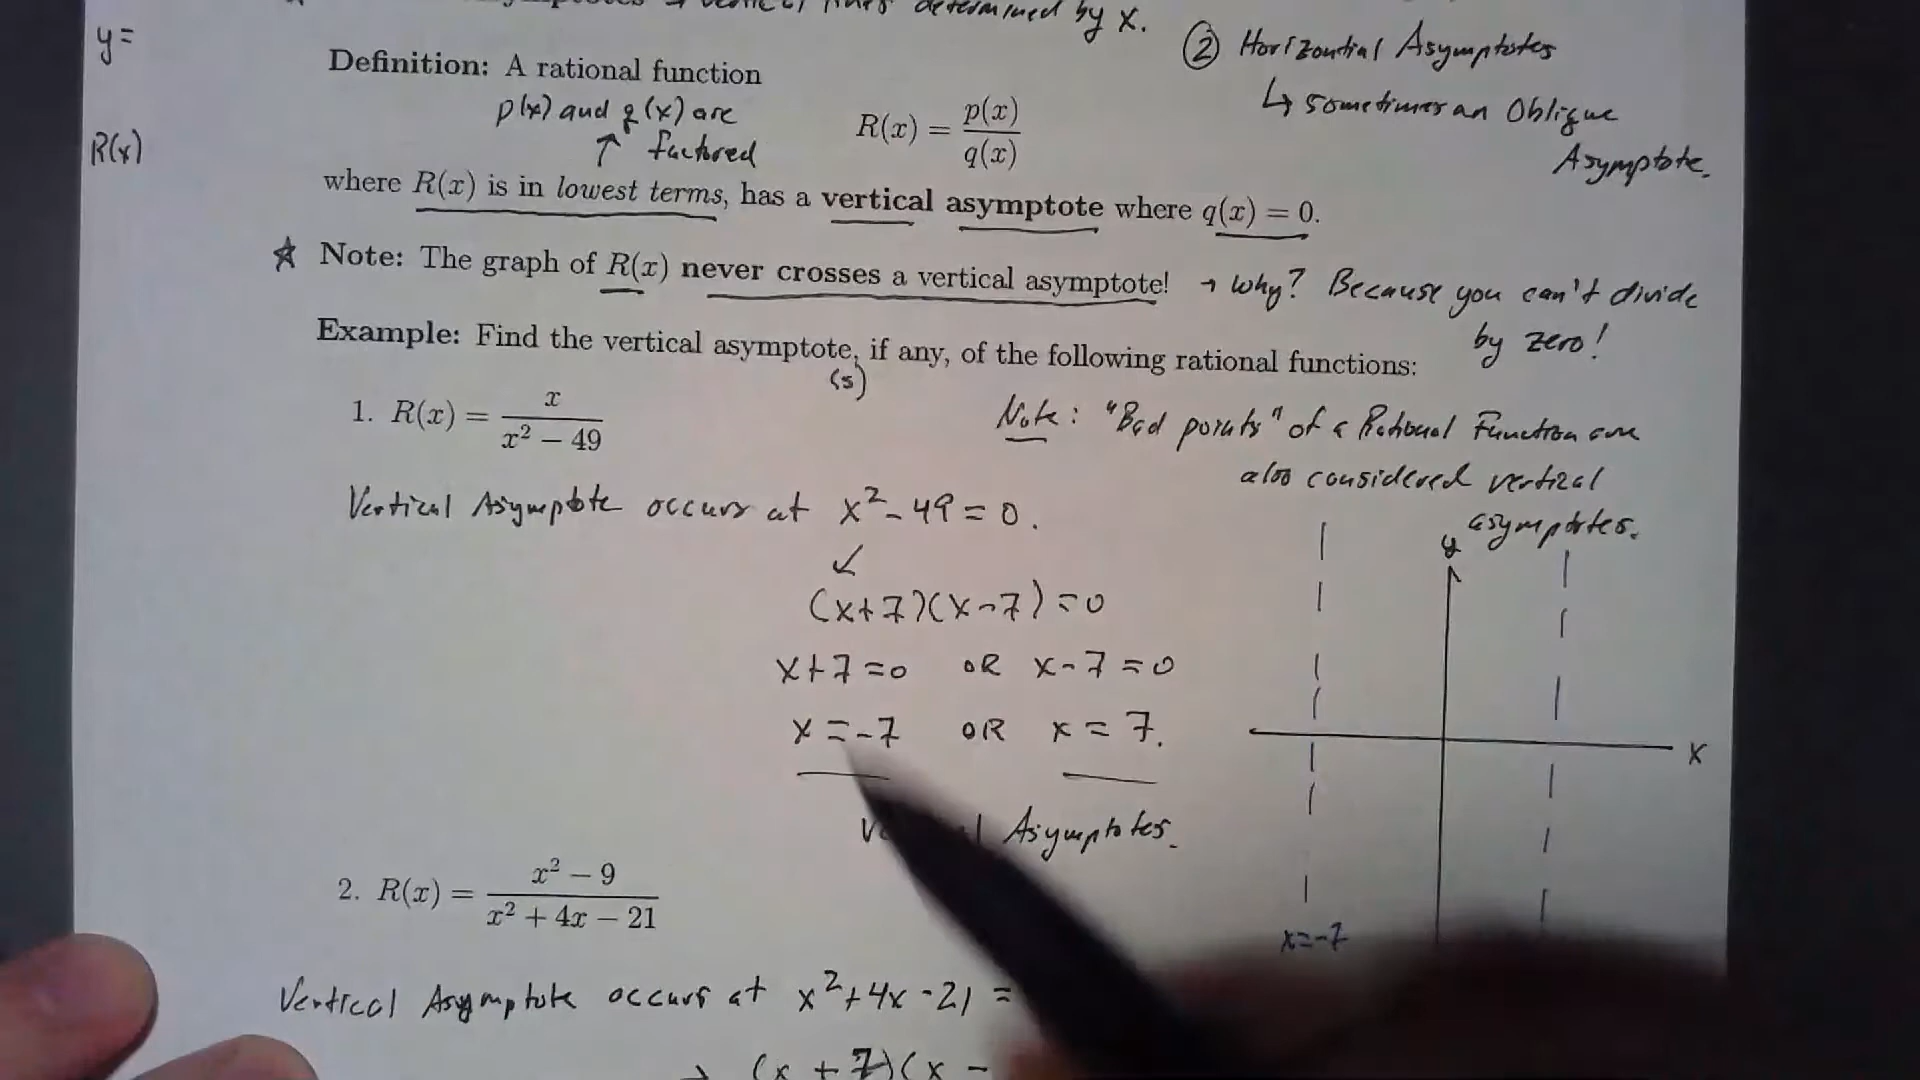 vertical lines determined by x.
y=
② Horizontial Asymptotes
Definition: A rational function
↳ sometimes an Oblique
p(x) and q(x) are
R(x) = p(x)/q(x)
R(x)
↑ factored
Asymptote.
where R(x) is in lowest terms, has a vertical asymptote where q(x) = 0.
☆ Note: The graph of R(x) never crosses a vertical asymptote! → Why? Because you can't divide
by zero!
Example: Find the vertical asymptote, if any, of the following rational functions:
(s)
1. R(x) = x/(x² − 49)
Note: "Bad points" of a Rational Function are
also considered vertical
asymptotes.
Vertical Asymptote occurs at x² - 49 = 0.
↙
(x+7)(x-7) = 0
x+7=0 OR x-7=0
x = -7 OR x = 7.
Asymptotes.
y
x
x=-7
2. R(x) = (x² − 9)/(x² + 4x − 21)
Vertical Asymptote occurs at x²+4x-21 =
→ (x + 7)(x -